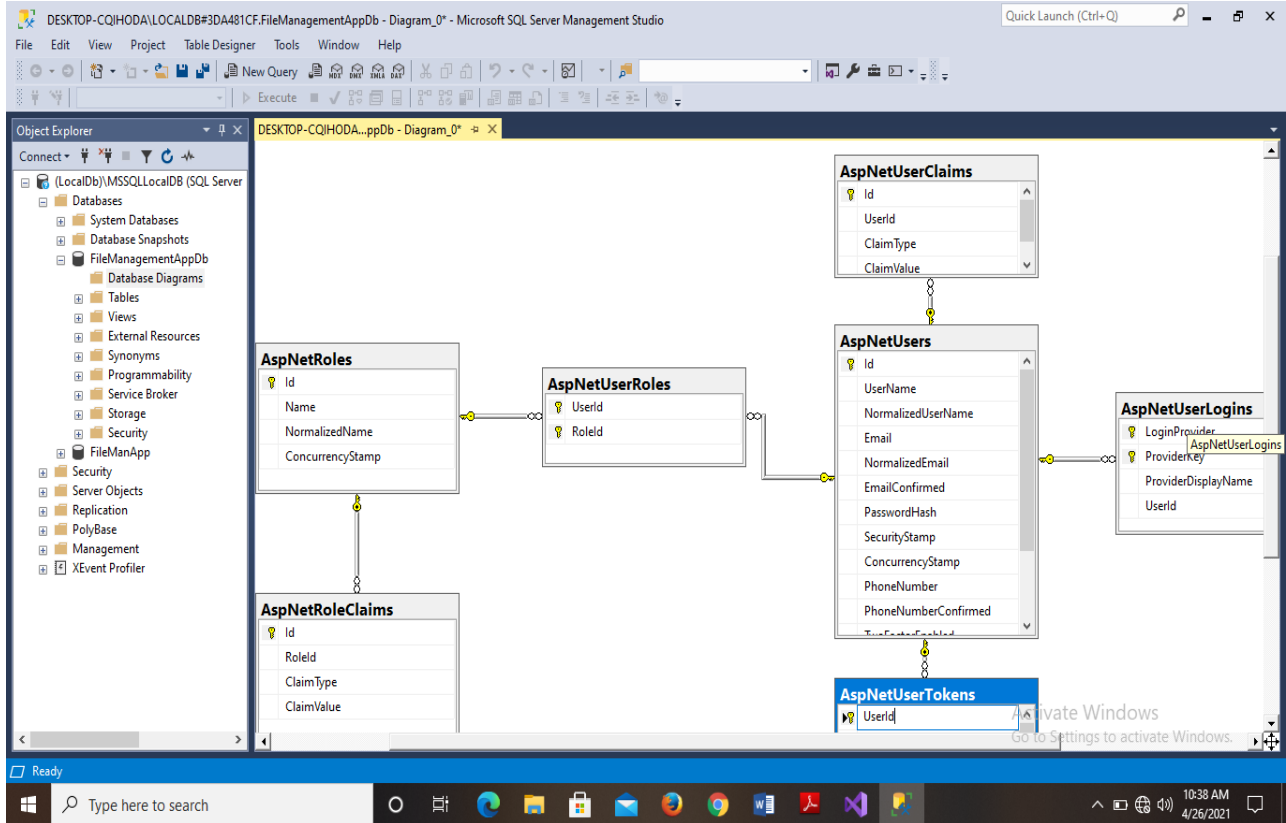 DESKTOP-CQIHODA\LOCALDB#3DA481CF.FileManagementAppDb - Diagram_0* - Microsoft SQL Server Management Studio
Quick Launch (Ctrl+Q)
File Edit View Project Table Designer Tools Window Help
New Query MDX DMX XMLA DAX
Execute
Object Explorer
Connect
(LocalDb)\MSSQLLocalDB (SQL Server
Databases
System Databases
Database Snapshots
FileManagementAppDb
Database Diagrams
Tables
Views
External Resources
Synonyms
Programmability
Service Broker
Storage
Security
FileManApp
Security
Server Objects
Replication
PolyBase
Management
XEvent Profiler
DESKTOP-CQIHODA...ppDb - Diagram_0*
AspNetUserClaims
Id
UserId
ClaimType
ClaimValue
AspNetRoles
Id
Name
NormalizedName
ConcurrencyStamp
AspNetUserRoles
UserId
RoleId
AspNetUsers
Id
UserName
NormalizedUserName
Email
NormalizedEmail
EmailConfirmed
PasswordHash
SecurityStamp
ConcurrencyStamp
PhoneNumber
PhoneNumberConfirmed
TwoFactorEnabled
AspNetUserLogins
LoginProvider
AspNetUserLogins
ProviderKey
ProviderDisplayName
UserId
AspNetRoleClaims
Id
RoleId
ClaimType
ClaimValue
AspNetUserTokens
UserId
Activate Windows
Go to Settings to activate Windows.
Ready
Type here to search
10:38 AM
4/26/2021